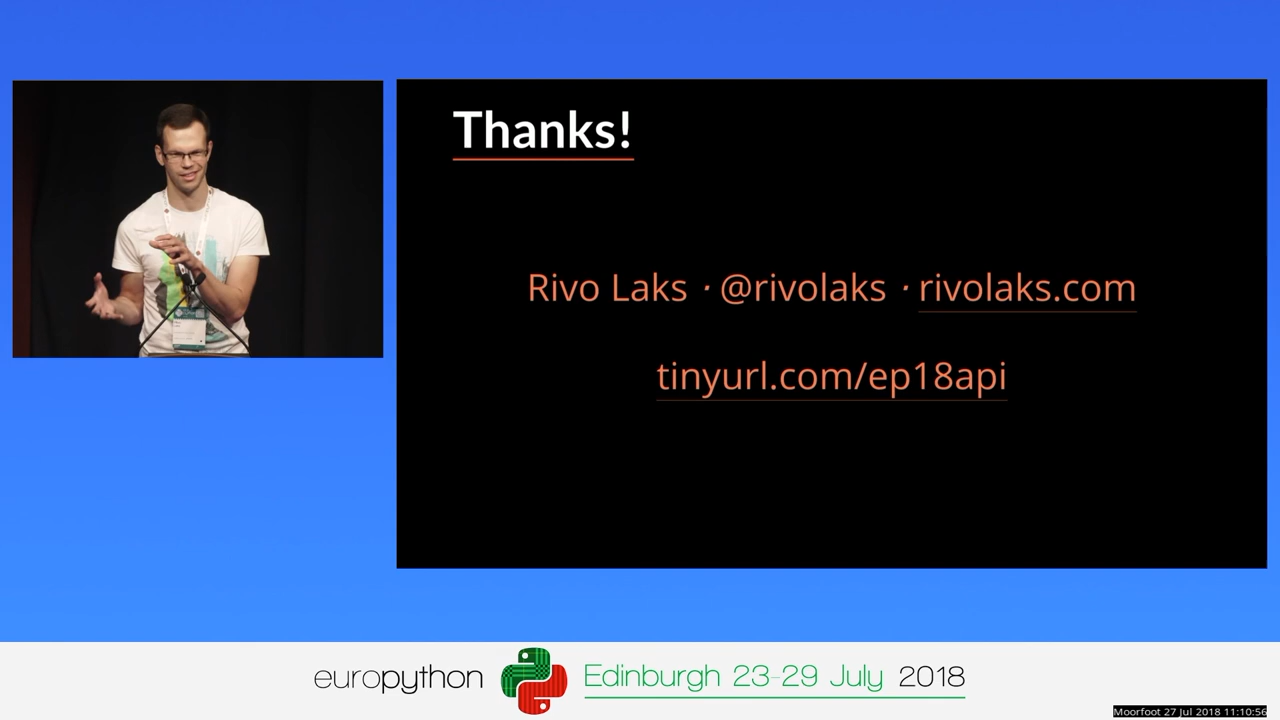 Thanks!
Rivo Laks · @rivolaks · rivolaks.com
tinyurl.com/ep18api
europython Edinburgh 23-29 July 2018
Moorfoot 27 Jul 2018 11:10:56